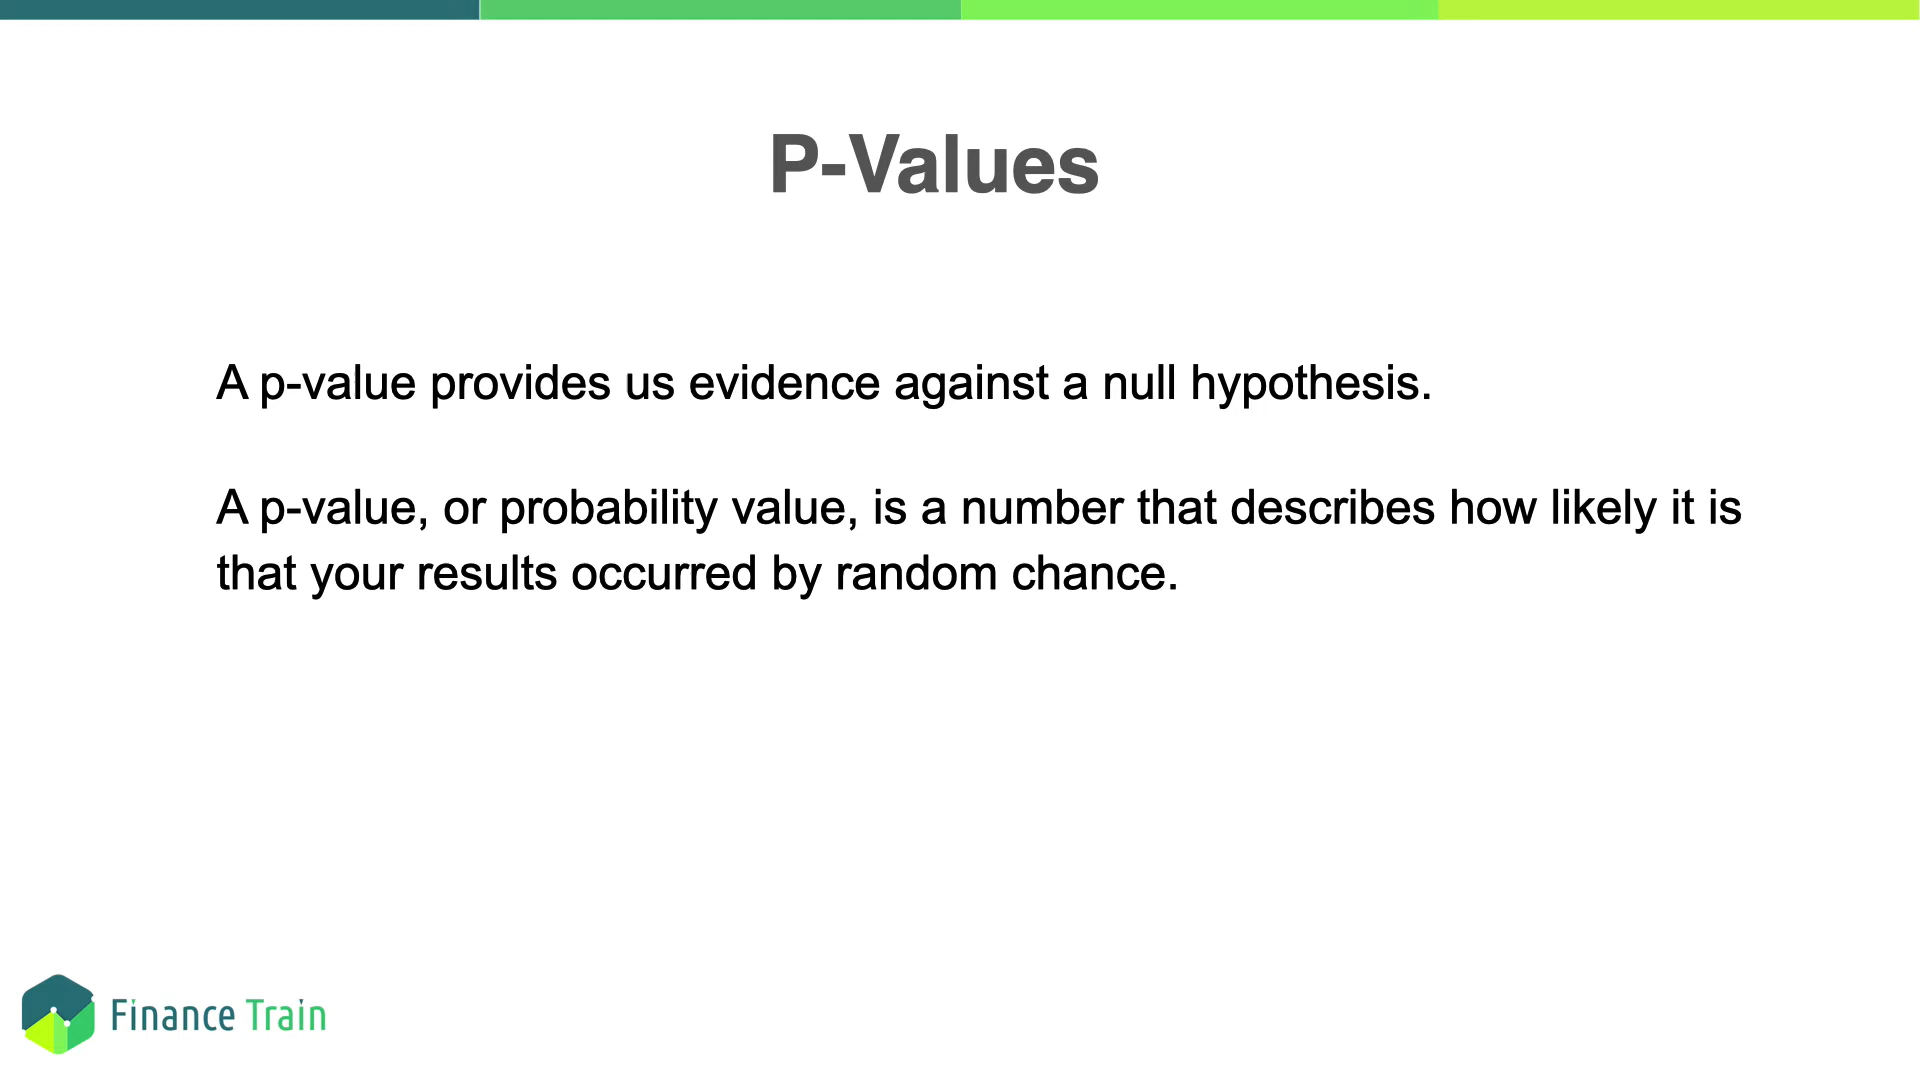 P-Values
A p-value provides us evidence against a null hypothesis.
A p-value, or probability value, is a number that describes how likely it is
that your results occurred by random chance.
Finance Train